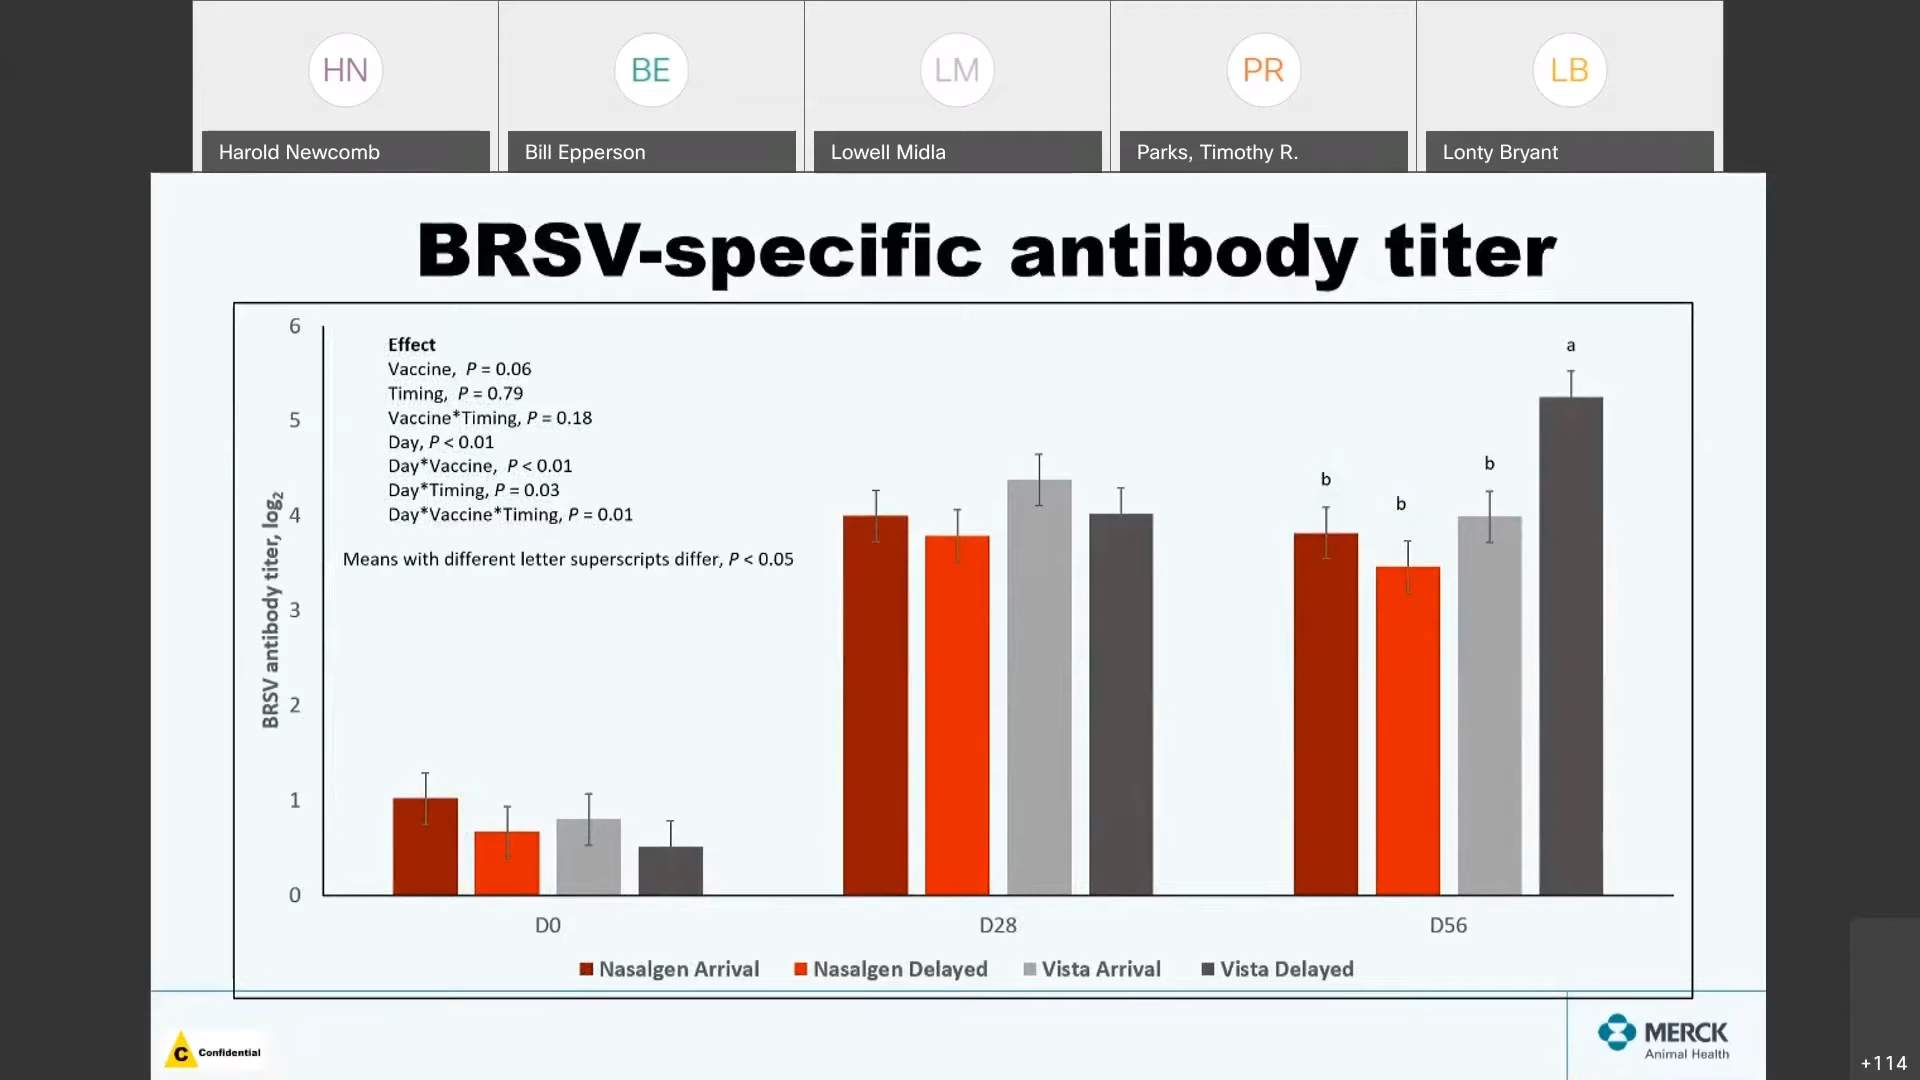 HN
BE
LM
PR
LB
Harold Newcomb
Bill Epperson
Lowell Midla
Parks, Timothy R.
Lonty Bryant
BRSV-specific antibody titer
Effect
Vaccine, P = 0.06
Timing, P = 0.79
Vaccine*Timing, P = 0.18
Day, P < 0.01
Day*Vaccine, P < 0.01
Day*Timing, P = 0.03
Day*Vaccine*Timing, P = 0.01
Means with different letter superscripts differ, P < 0.05
BRSV antibody titer, log₂
6
5
4
3
2
1
0
b
b
b
a
D0
D28
D56
Nasalgen Arrival
Nasalgen Delayed
Vista Arrival
Vista Delayed
C
Confidential
MERCK
Animal Health
+114